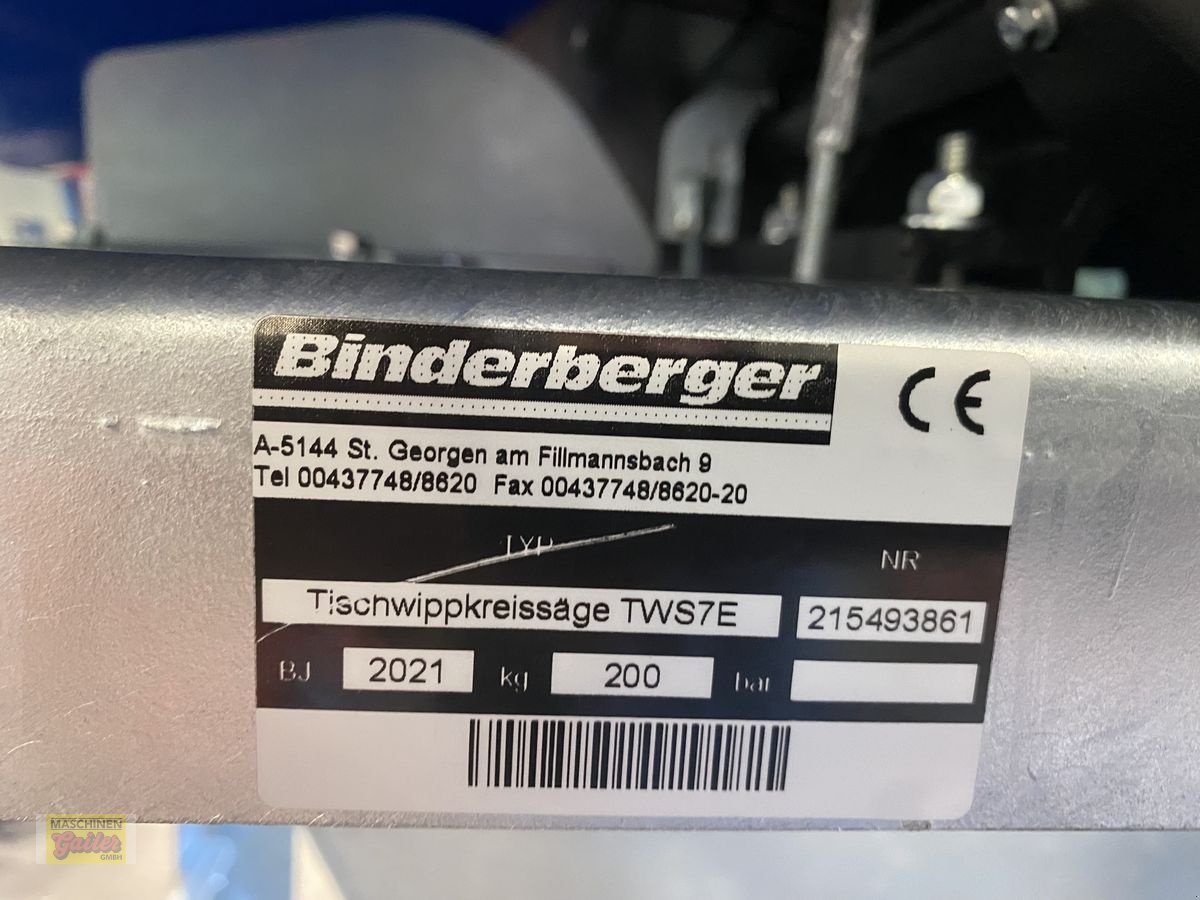 Binderberger
CE
A-5144 St. Georgen am Fillmannsbach 9
Tel 00437748/8620 Fax 00437748/8620-20
TYP
NR
Tischwippkreissäge TWS7E
215493861
BJ 2021 kg 200 bar
MASCHINEN
Gailer
GMBH